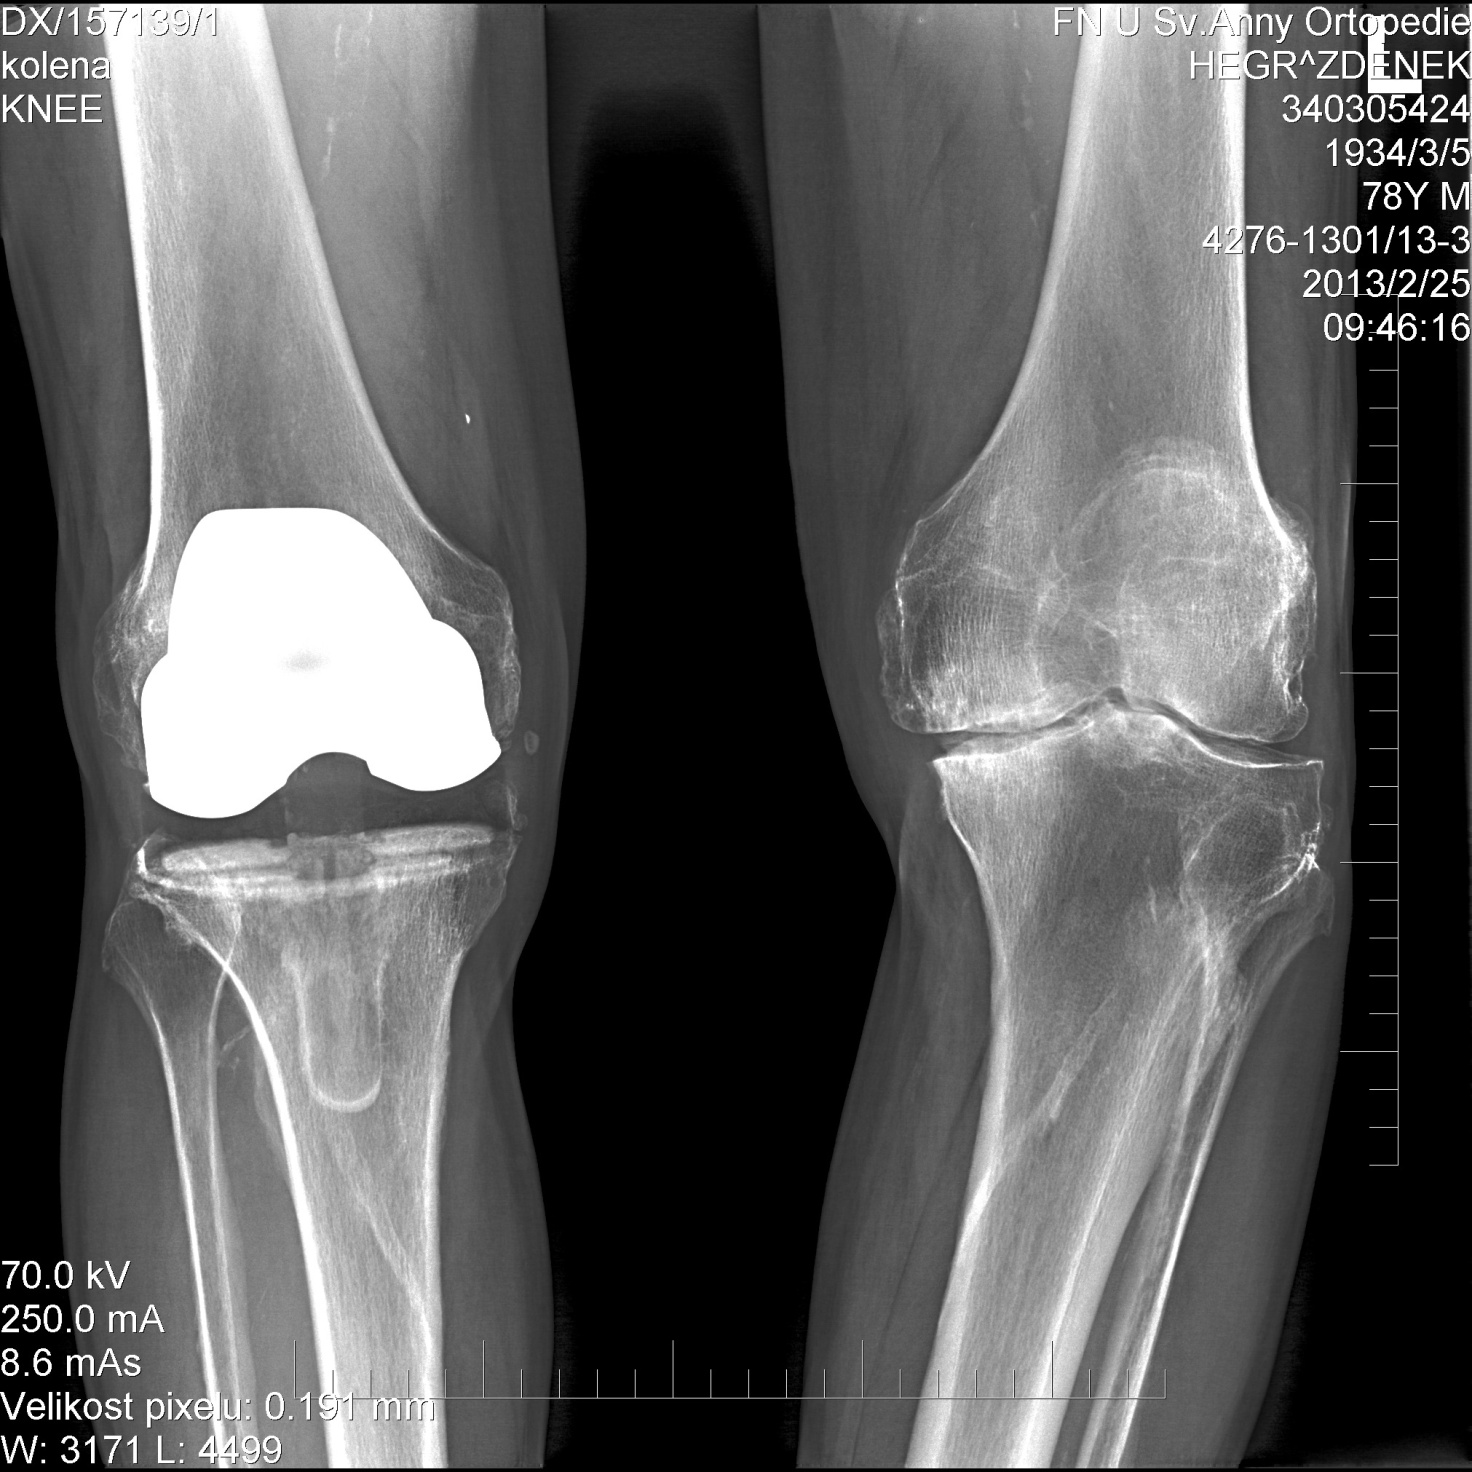 DX/157139/1
kolena
KNEE
FN U Sv.Anny Ortopedie
HEGR^ZDENEK
340305424
1934/3/5
78Y M
4276-1301/13-3
2013/2/25
09:46:16
L
70.0 kV
250.0 mA
8.6 mAs
Velikost pixelu: 0.191 mm
W: 3171 L: 4499